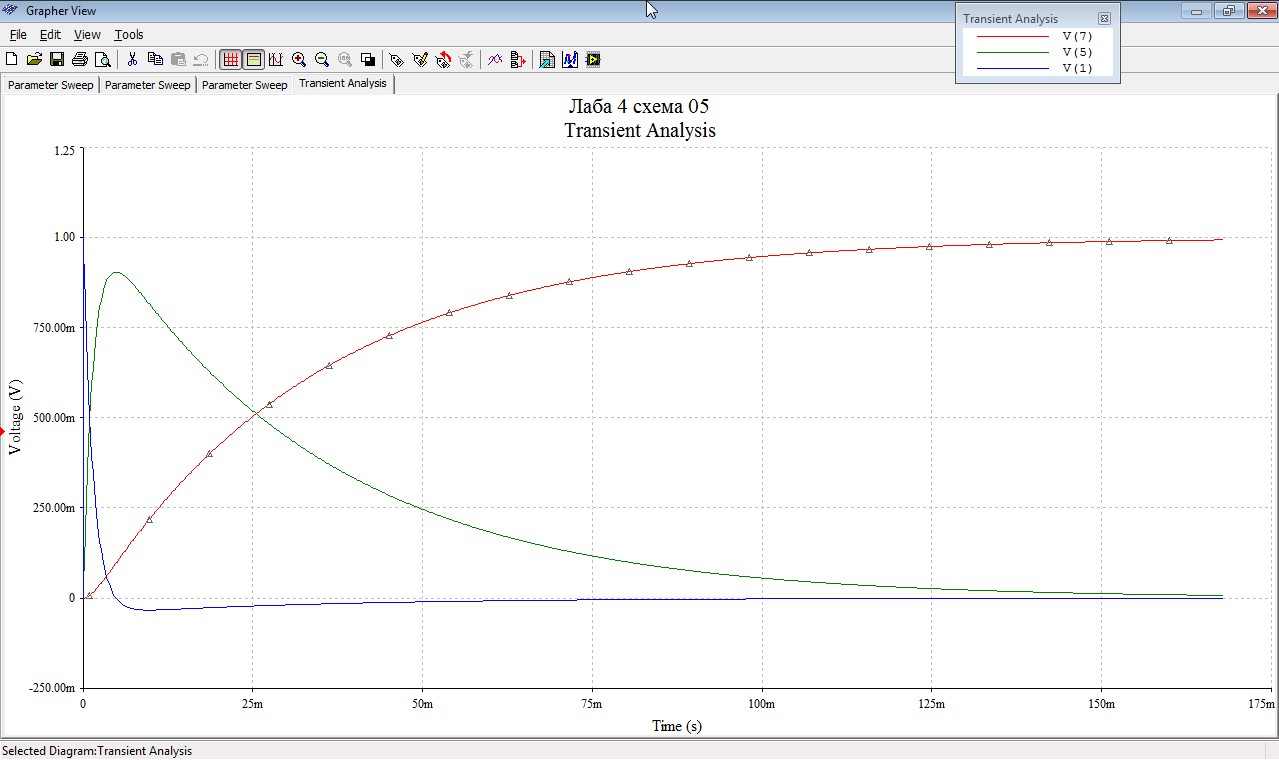 Grapher View
File Edit View Tools
Parameter Sweep Parameter Sweep Parameter Sweep Transient Analysis
Transient Analysis
V(7)
V(5)
V(1)
Лаба 4 схема 05
Transient Analysis
1.25
1.00
750.00m
500.00m
250.00m
0
-250.00m
Voltage (V)
0 25m 50m 75m 100m 125m 150m 175m
Time (s)
Selected Diagram:Transient Analysis